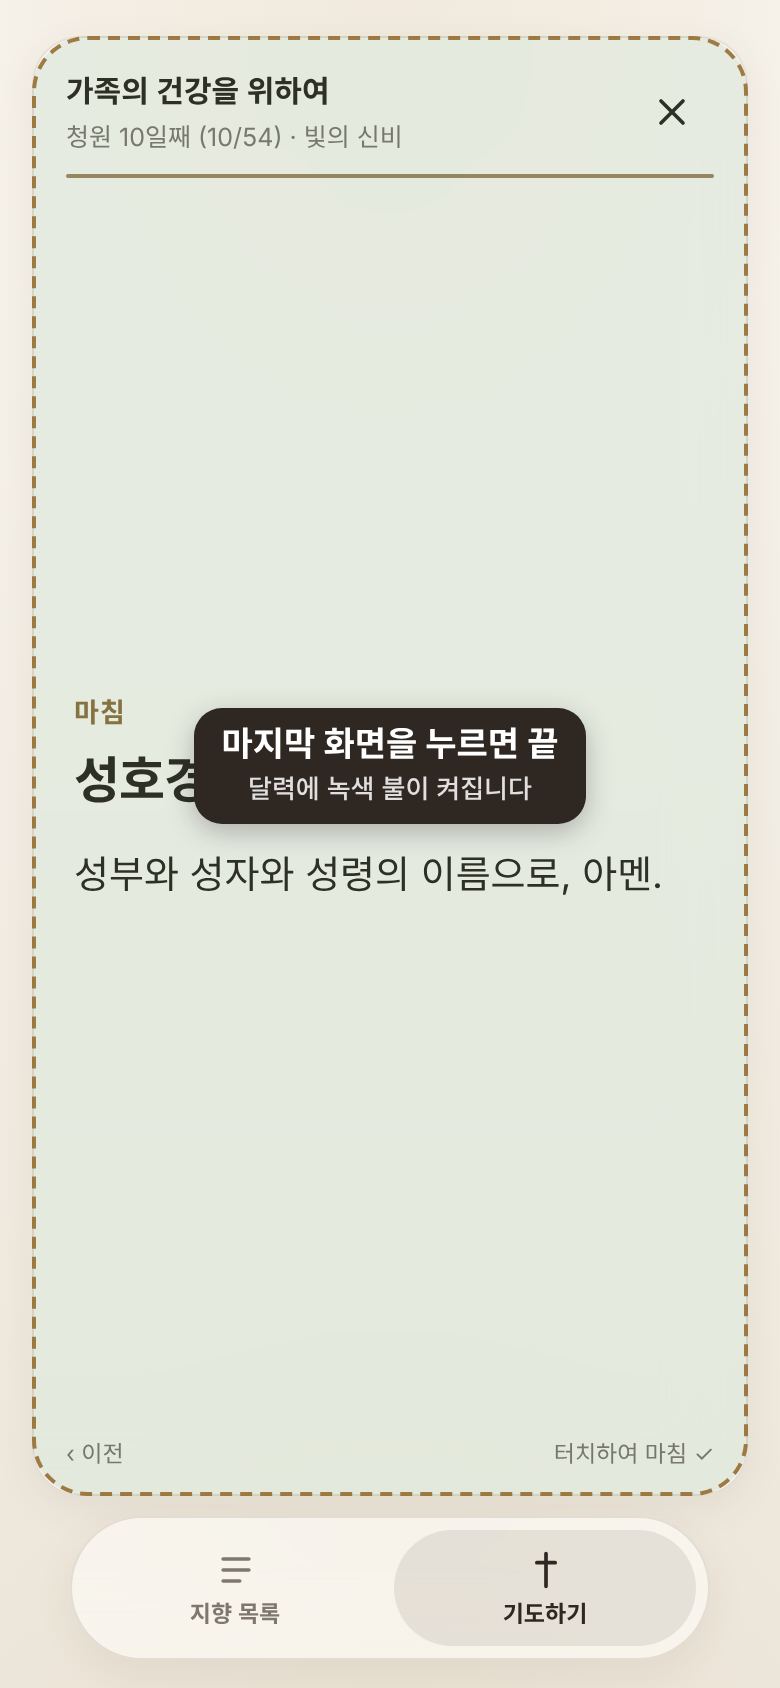 가족의 건강을 위하여
청원 10일째 (10/54) · 빛의 신비
마침
성호경
마지막 화면을 누르면 끝
달력에 녹색 불이 켜집니다
성부와 성자와 성령의 이름으로, 아멘.
‹ 이전
터치하여 마침 ✓
지향 목록
기도하기